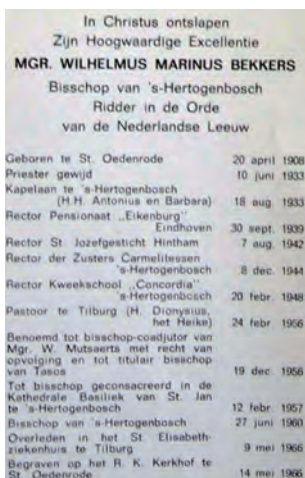 In Christus ontslapen
Zijn Hoogwaardige Excellentie
MGR. WILHELMUS MARINUS BEKKERS
Bisschop van 's-Hertogenbosch
Ridder in de Orde
van de Nederlandse Leeuw
Geboren te St. Oedenrode 20 april 1908
Priester gewijd 10 juni 1933
Kapelaan te 's-Hertogenbosch
(H.H. Antonius en Barbara) 18 aug. 1933
Rector Pensionaat „Eikenburg"
Eindhoven 30 sept. 1939
Rector St. Jozefgesticht Hintham 7 aug. 1942
Rector der Zusters Carmelitessen
's-Hertogenbosch 8 dec. 1944
Rector Kweekschool „Concordia"
's-Hertogenbosch 20 febr. 1948
Pastoor te Tilburg (H. Dionysius,
het Heike) 24 febr. 1956
Benoemd tot bisschop-coadjutor van
Mgr. W. Mutsaerts met recht van
opvolging en tot titulair bisschop
van Tasos 19 dec. 1956
Tot bisschop geconsacreerd in de
Kathedrale Basiliek van St. Jan
te 's-Hertogenbosch 12 febr. 1957
Bisschop van 's-Hertogenbosch 27 juni 1960
Overleden in het St. Elisabeth-
ziekenhuis te Tilburg 9 mei 1966
Begraven op het R. K. Kerkhof te
St. Oedenrode 14 mei 1966